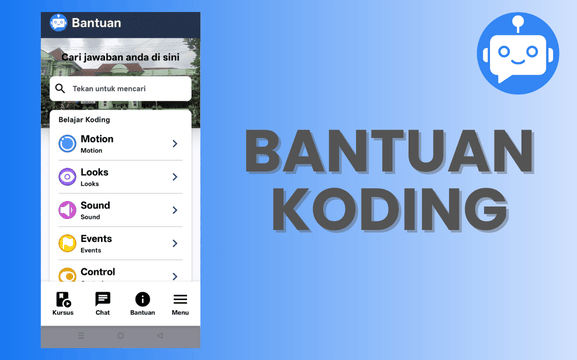 Bantuan
Cari jawaban anda di sini
Tekan untuk mencari
Belajar Koding
Motion
Motion
Looks
Looks
Sound
Sound
Events
Events
Control
Kursus
Chat
Bantuan
Menu
BANTUAN
KODING